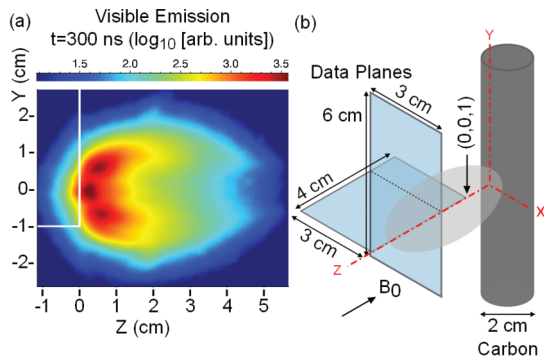 (a)
Visible Emission
t=300 ns (log10 [arb. units])
1.5 2.0 2.5 3.0 3.5
Y (cm)
2
1
0
-1
-2
-1 0 1 2 3 4 5
Z (cm)
(b)
Data Planes
3 cm
6 cm
(0,0,1)
4 cm
3 cm
Y
X
Z
B0
2 cm
Carbon